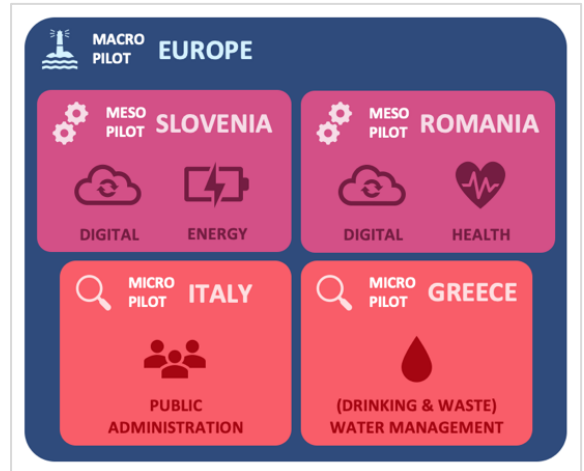 MACRO
PILOT EUROPE
MESO
PILOT SLOVENIA
DIGITAL
ENERGY
MESO
PILOT ROMANIA
DIGITAL
HEALTH
MICRO
PILOT ITALY
PUBLIC
ADMINISTRATION
MICRO
PILOT GREECE
(DRINKING & WASTE)
WATER MANAGEMENT